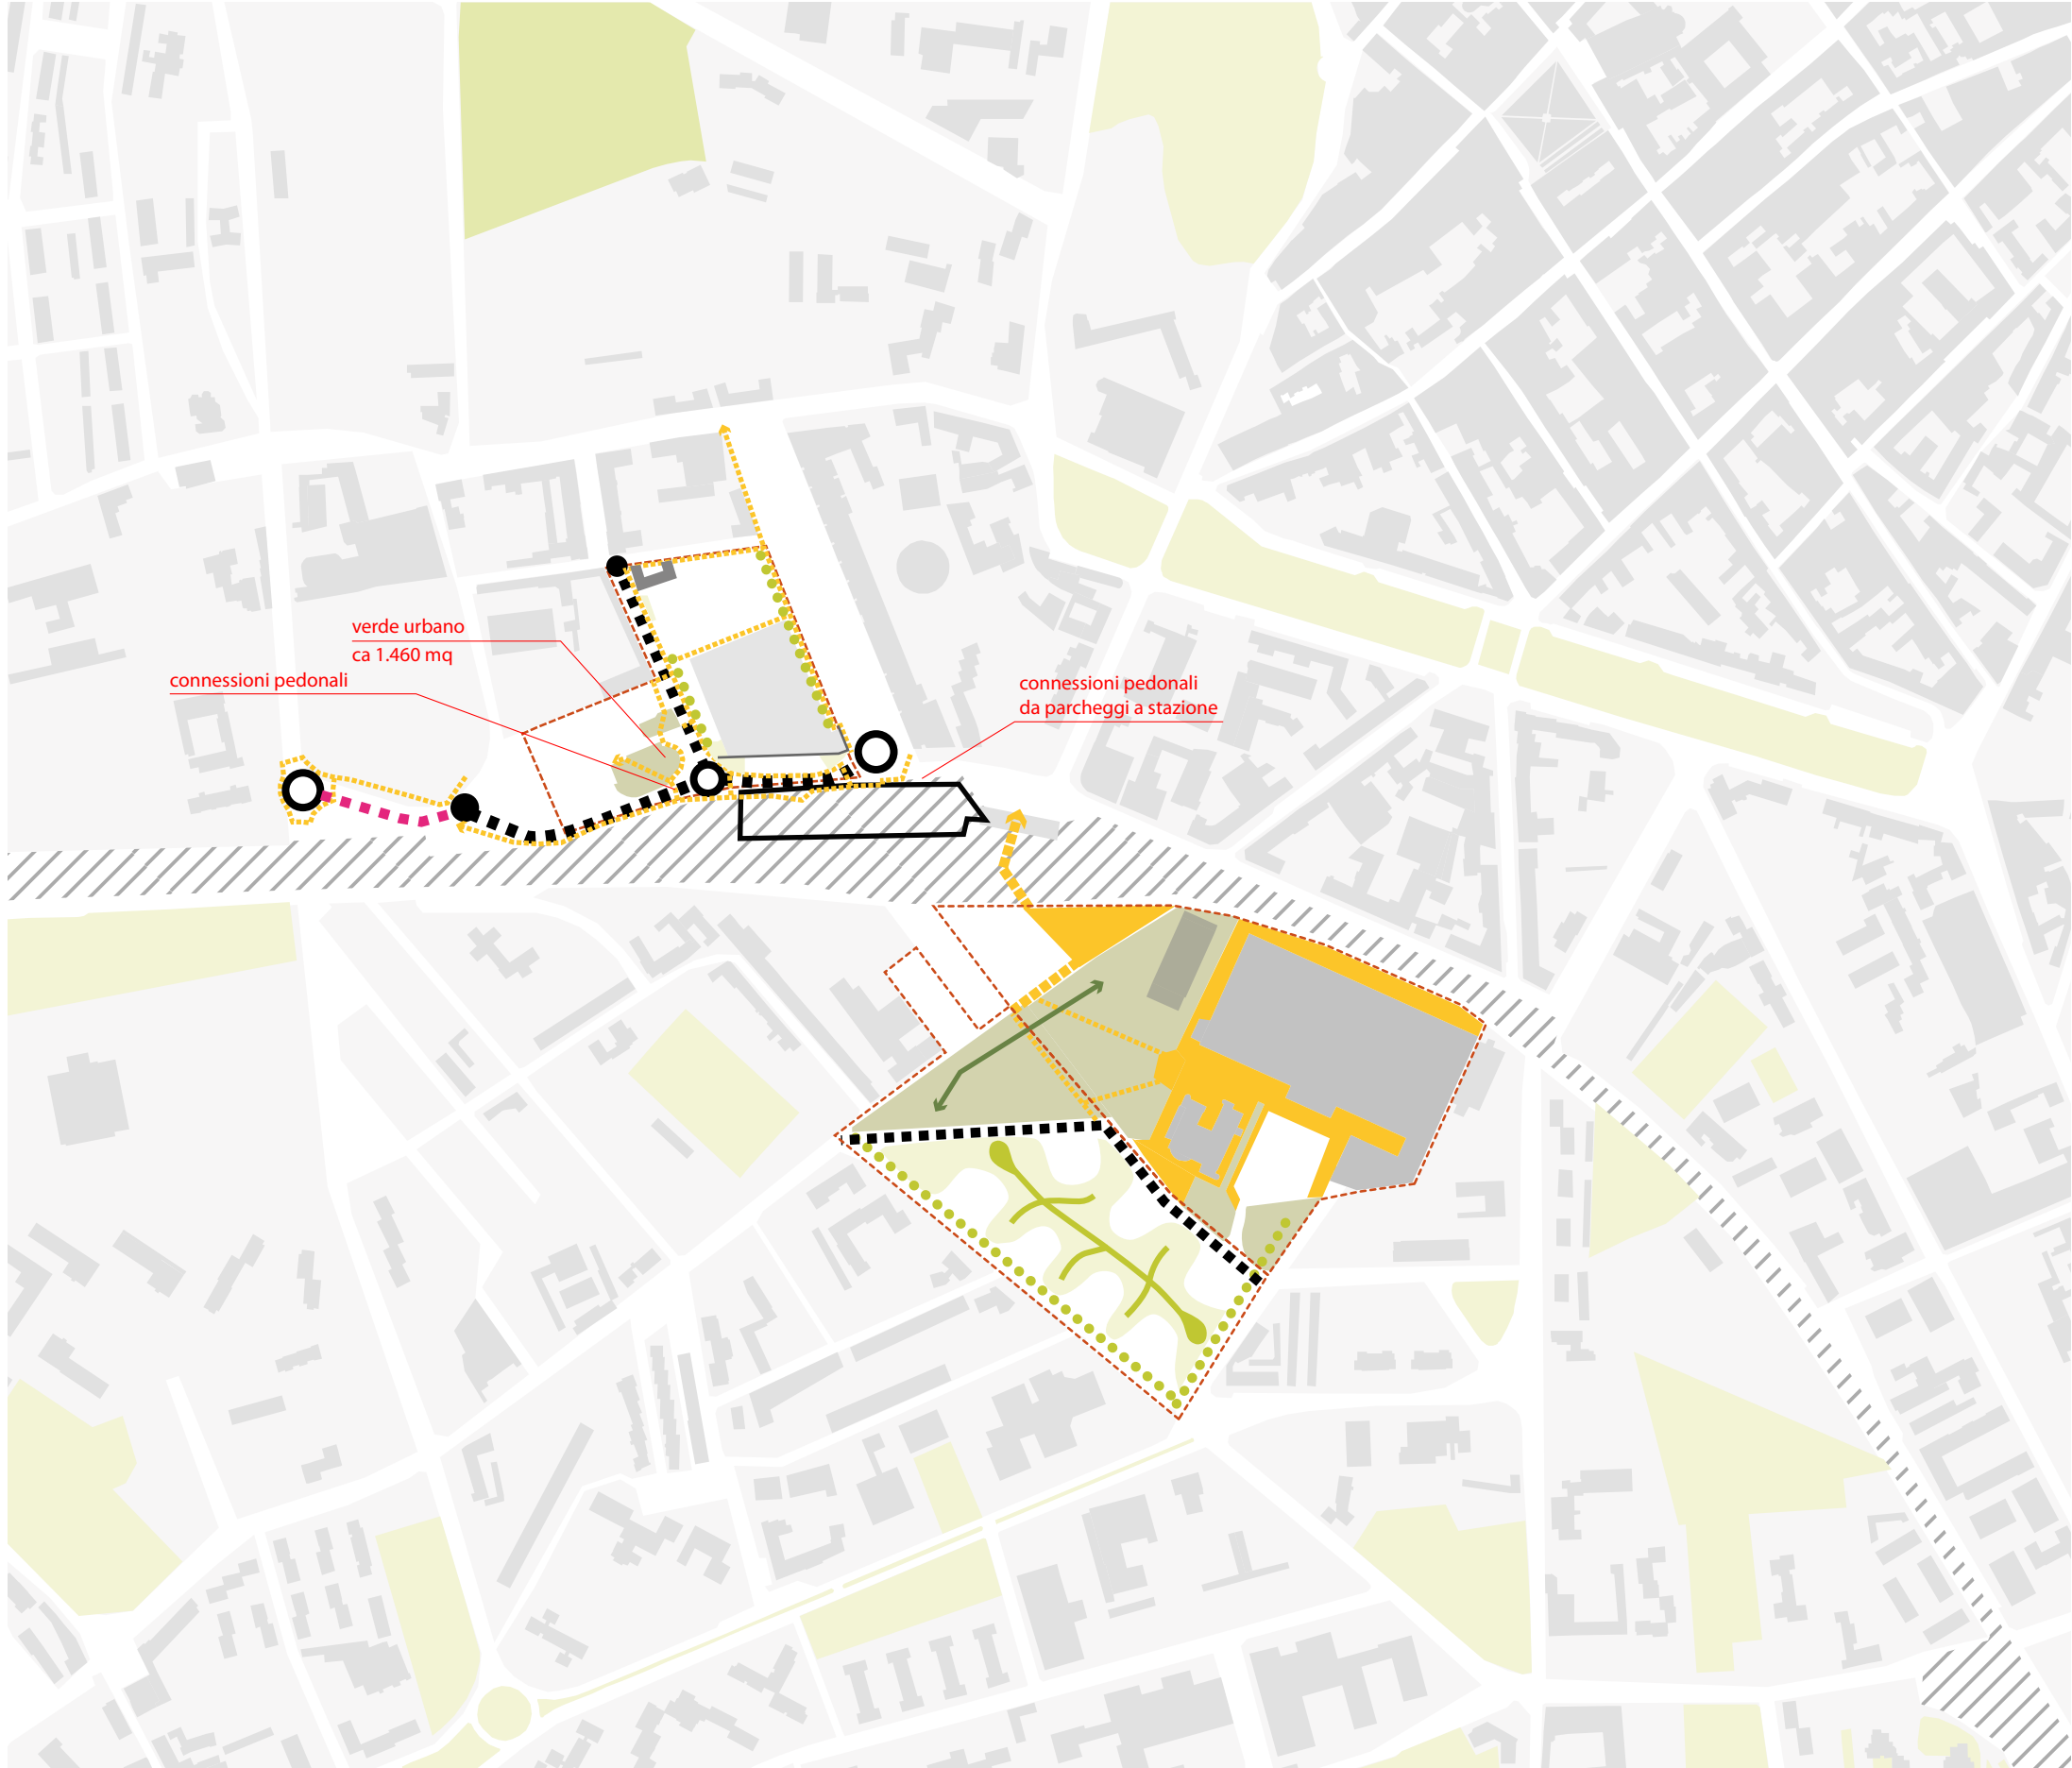 verde urbano
ca 1.460 mq
connessioni pedonali
connessioni pedonali
da parcheggi a stazione